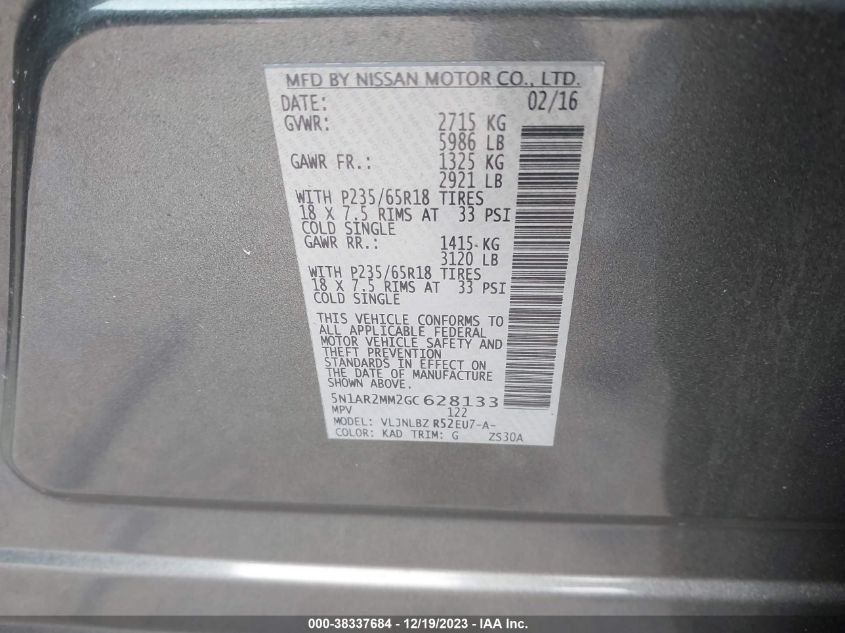 MFD BY NISSAN MOTOR CO., LTD.
DATE: 02/16
GVWR: 2715 KG
5986 LB
GAWR FR.: 1325 KG
2921 LB
WITH P235/65R18 TIRES
18 X 7.5 RIMS AT 33 PSI
COLD SINGLE
GAWR RR.: 1415 KG
3120 LB
WITH P235/65R18 TIRES
18 X 7.5 RIMS AT 33 PSI
COLD SINGLE
THIS VEHICLE CONFORMS TO
ALL APPLICABLE FEDERAL
MOTOR VEHICLE SAFETY AND
THEFT PREVENTION
STANDARDS IN EFFECT ON
THE DATE OF MANUFACTURE
SHOWN ABOVE.
5N1AR2MM2GC628133
MPV 122
MODEL: VLJNLBZ R52EU7-A-
COLOR: KAD TRIM: G ZS30A
000-38337684 - 12/19/2023 - IAA Inc.